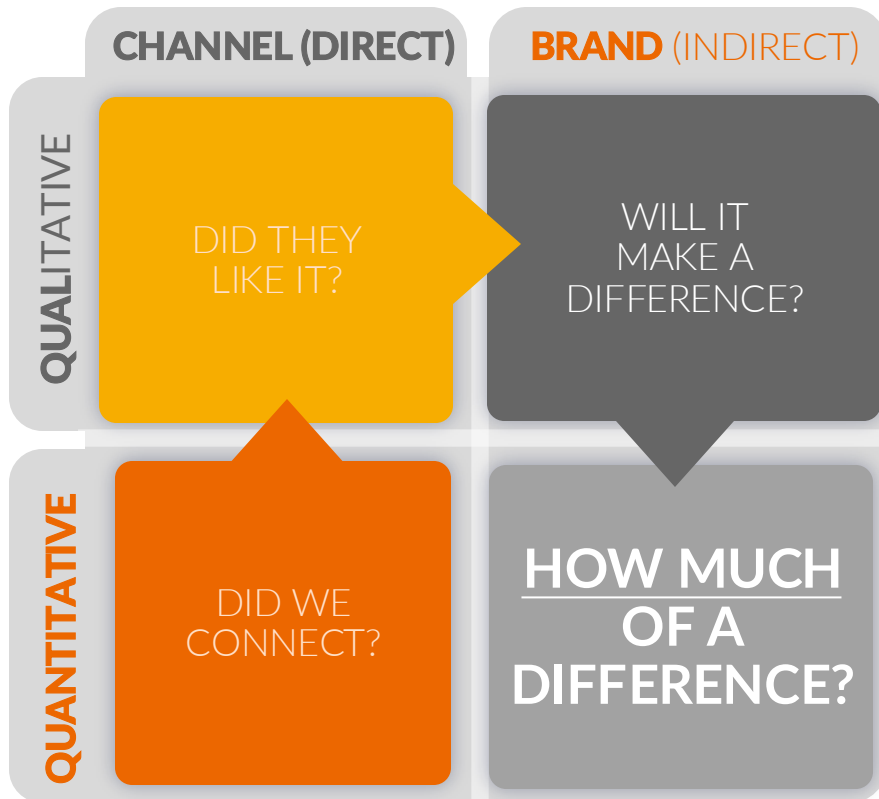 CHANNEL (DIRECT)
BRAND (INDIRECT)
QUALITATIVE
DID THEY
LIKE IT?
WILL IT
MAKE A
DIFFERENCE?
QUANTITATIVE
DID WE
CONNECT?
HOW MUCH
OF A
DIFFERENCE?